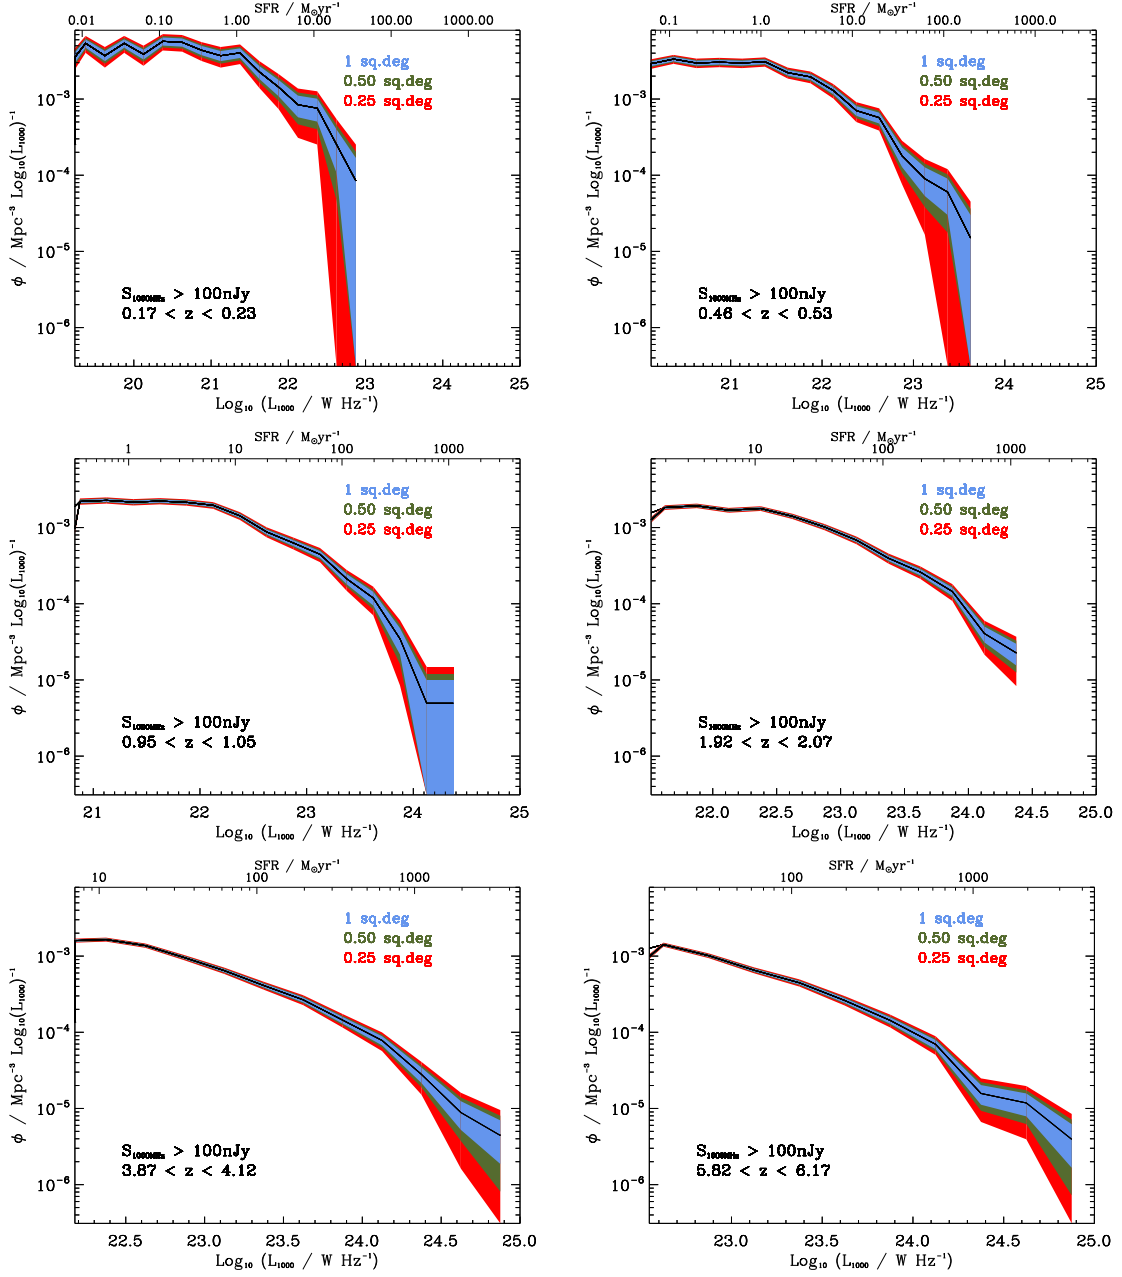 SFR / M⊙yr⁻¹
0.01 0.10 1.00 10.00 100.00 1000.00
1 sq.deg
0.50 sq.deg
0.25 sq.deg
10⁻³
10⁻⁴
10⁻⁵
10⁻⁶
ϕ / Mpc⁻³ Log₁₀(L₁₀₀₀)⁻¹
S₁₀₀₀MHz > 100nJy
0.17 < z < 0.23
20 21 22 23 24 25
Log₁₀ (L₁₀₀₀ / W Hz⁻¹)
SFR / M⊙yr⁻¹
0.1 1.0 10.0 100.0 1000.0
1 sq.deg
0.50 sq.deg
0.25 sq.deg
10⁻³
10⁻⁴
10⁻⁵
10⁻⁶
ϕ / Mpc⁻³ Log₁₀(L₁₀₀₀)⁻¹
S₁₀₀₀MHz > 100nJy
0.46 < z < 0.53
21 22 23 24 25
Log₁₀ (L₁₀₀₀ / W Hz⁻¹)
SFR / M⊙yr⁻¹
1 10 100 1000
1 sq.deg
0.50 sq.deg
0.25 sq.deg
10⁻³
10⁻⁴
10⁻⁵
10⁻⁶
ϕ / Mpc⁻³ Log₁₀(L₁₀₀₀)⁻¹
S₁₀₀₀MHz > 100nJy
0.95 < z < 1.05
21 22 23 24 25
Log₁₀ (L₁₀₀₀ / W Hz⁻¹)
SFR / M⊙yr⁻¹
10 100 1000
1 sq.deg
0.50 sq.deg
0.25 sq.deg
10⁻³
10⁻⁴
10⁻⁵
10⁻⁶
ϕ / Mpc⁻³ Log₁₀(L₁₀₀₀)⁻¹
S₁₀₀₀MHz > 100nJy
1.92 < z < 2.07
22.0 22.5 23.0 23.5 24.0 24.5 25.0
Log₁₀ (L₁₀₀₀ / W Hz⁻¹)
SFR / M⊙yr⁻¹
10 100 1000
1 sq.deg
0.50 sq.deg
0.25 sq.deg
10⁻³
10⁻⁴
10⁻⁵
10⁻⁶
ϕ / Mpc⁻³ Log₁₀(L₁₀₀₀)⁻¹
S₁₀₀₀MHz > 100nJy
3.87 < z < 4.12
22.5 23.0 23.5 24.0 24.5 25.0
Log₁₀ (L₁₀₀₀ / W Hz⁻¹)
SFR / M⊙yr⁻¹
100 1000
1 sq.deg
0.50 sq.deg
0.25 sq.deg
10⁻³
10⁻⁴
10⁻⁵
10⁻⁶
ϕ / Mpc⁻³ Log₁₀(L₁₀₀₀)⁻¹
S₁₀₀₀MHz > 100nJy
5.82 < z < 6.17
23.0 23.5 24.0 24.5 25.0
Log₁₀ (L₁₀₀₀ / W Hz⁻¹)